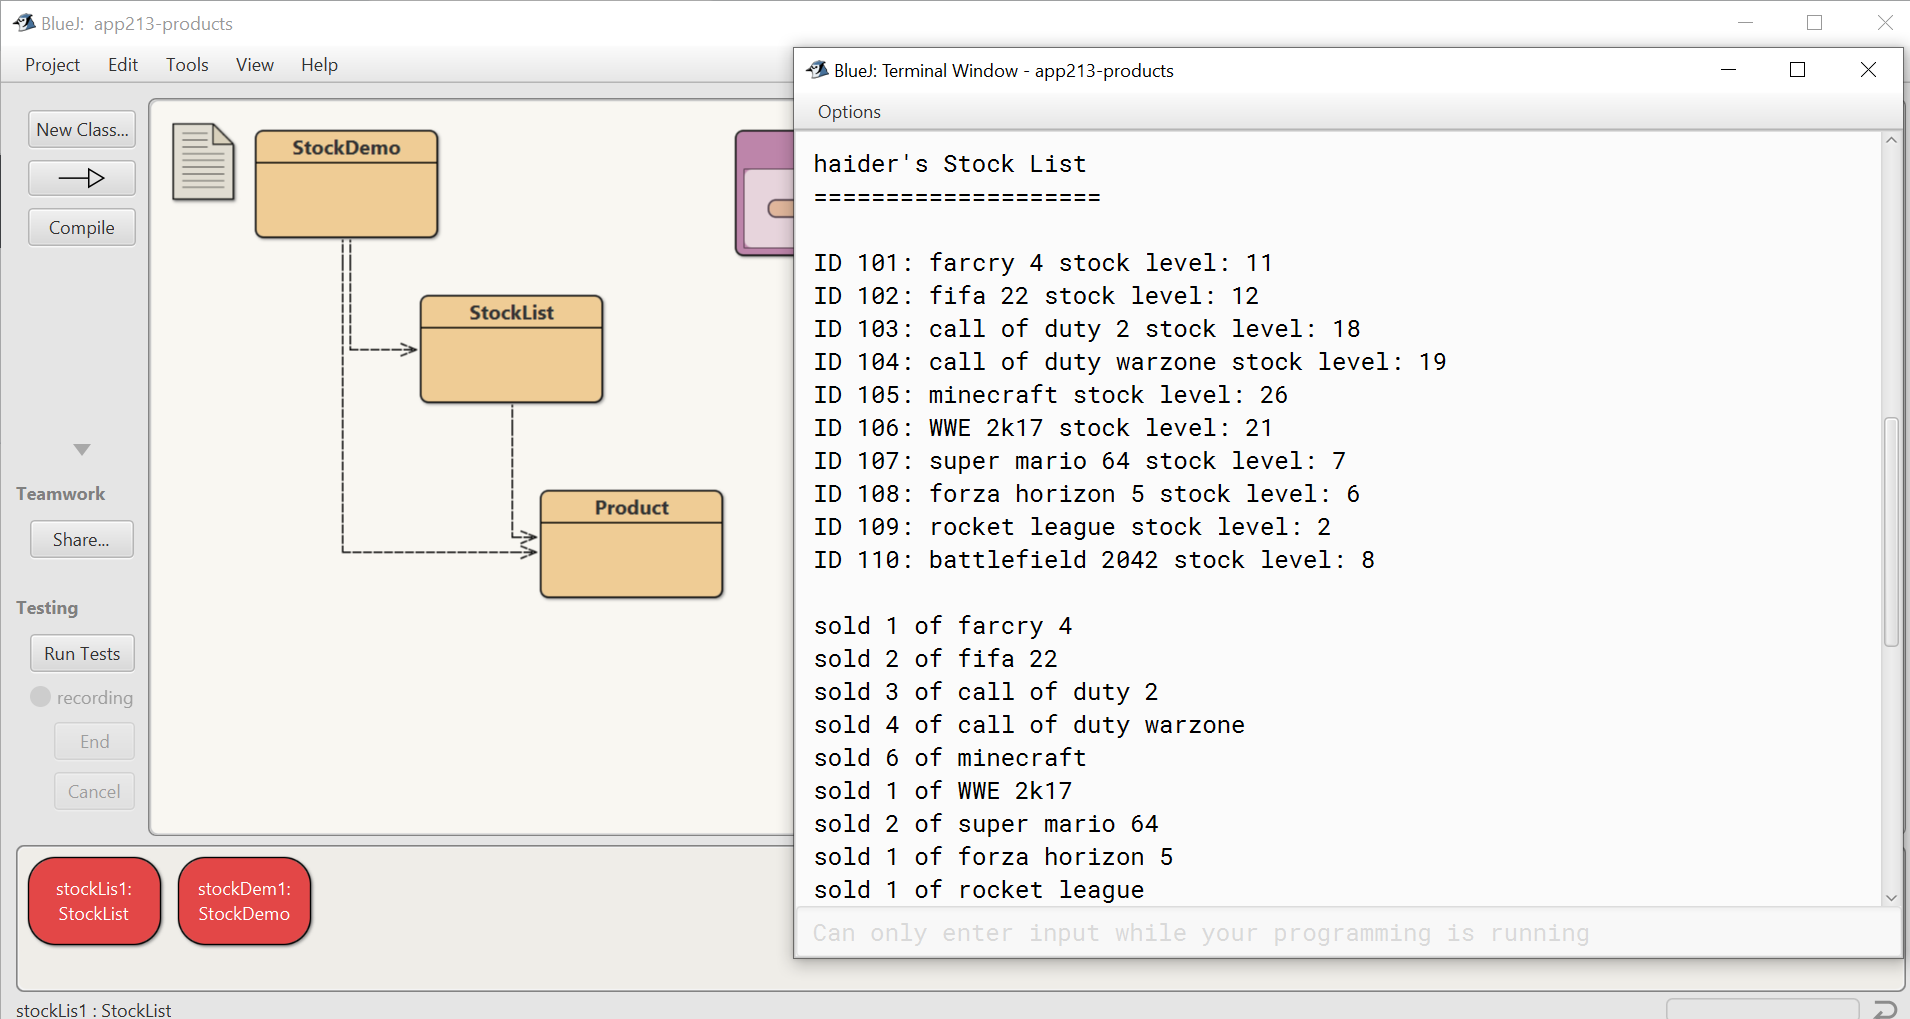 BlueJ:  app213-products
Project Edit Tools View Help
New Class...
Compile
Teamwork
Share...
Testing
Run Tests
recording
End
Cancel
StockDemo
StockList
Product
BlueJ: Terminal Window - app213-products
Options
haider's Stock List
====================
ID 101: farcry 4 stock level: 11
ID 102: fifa 22 stock level: 12
ID 103: call of duty 2 stock level: 18
ID 104: call of duty warzone stock level: 19
ID 105: minecraft stock level: 26
ID 106: WWE 2k17 stock level: 21
ID 107: super mario 64 stock level: 7
ID 108: forza horizon 5 stock level: 6
ID 109: rocket league stock level: 2
ID 110: battlefield 2042 stock level: 8
sold 1 of farcry 4
sold 2 of fifa 22
sold 3 of call of duty 2
sold 4 of call of duty warzone
sold 6 of minecraft
sold 1 of WWE 2k17
sold 2 of super mario 64
sold 1 of forza horizon 5
sold 1 of rocket league
Can only enter input while your programming is running
stockLis1:
StockList
stockDem1:
StockDemo
stockLis1 : StockList